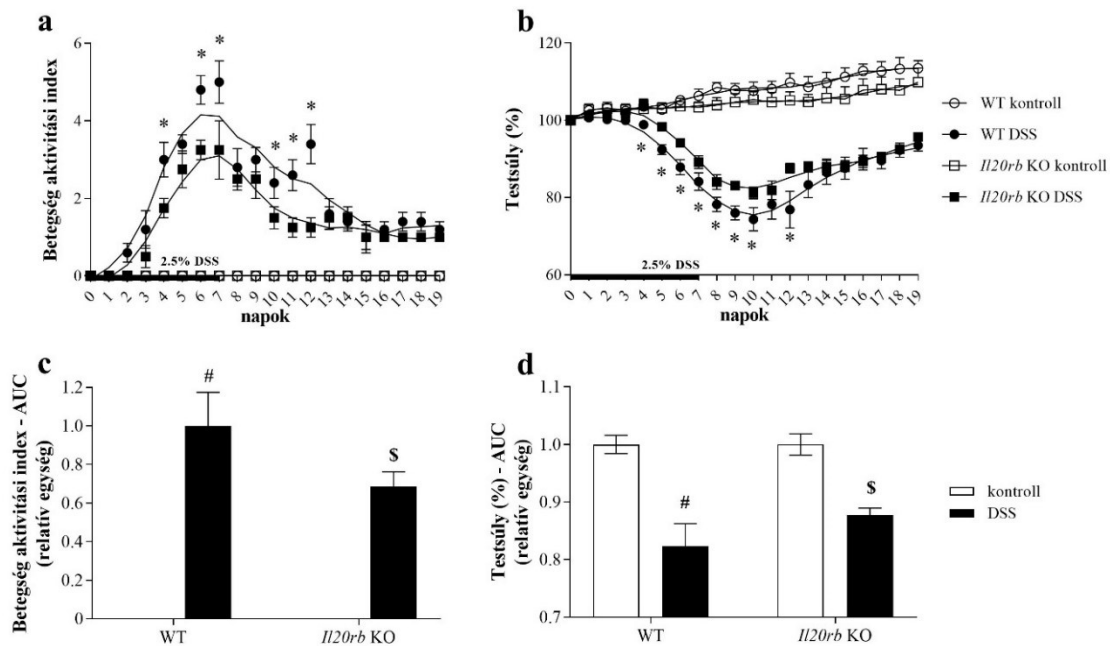 a
Betegség aktivitási index
6
4
2
0
* * * * * *
2.5% DSS
0 1 2 3 4 5 6 7 8 9 10 11 12 13 14 15 16 17 18 19
napok
b
Testsúly (%)
120
100
80
60
* * * * * * * *
2.5% DSS
0 1 2 3 4 5 6 7 8 9 10 11 12 13 14 15 16 17 18 19
napok
WT kontroll
WT DSS
Il20rb KO kontroll
Il20rb KO DSS
c
Betegség aktivitási index - AUC
(relatív egység)
1.2
1.0
0.8
0.6
0.4
0.2
0
#
$
WT Il20rb KO
d
Testsúly (%) - AUC
(relatív egység)
1.1
1.0
0.9
0.8
0.7
#
$
WT Il20rb KO
kontroll
DSS